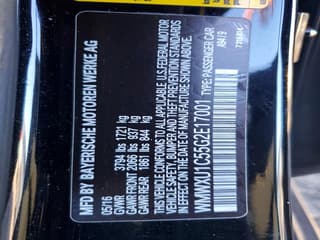 MFD BY BAYERISCHE MOTOREN WERKE AG
05/16
GVWR 3794 lbs 1721 kg
GAWR FRONT 2066 lbs 937 kg
GAWR REAR 1861 lbs 844 kg
THIS VEHICLE CONFORMS TO ALL APPLICABLE U.S. FEDERAL MOTOR
VEHICLE SAFETY, BUMPER, AND THEFT PREVENTION STANDARDS
IN EFFECT ON THE DATE OF MANUFACTURE SHOWN ABOVE.
WMWXU1C55G2E17001 TYPE: PASSENGER CAR